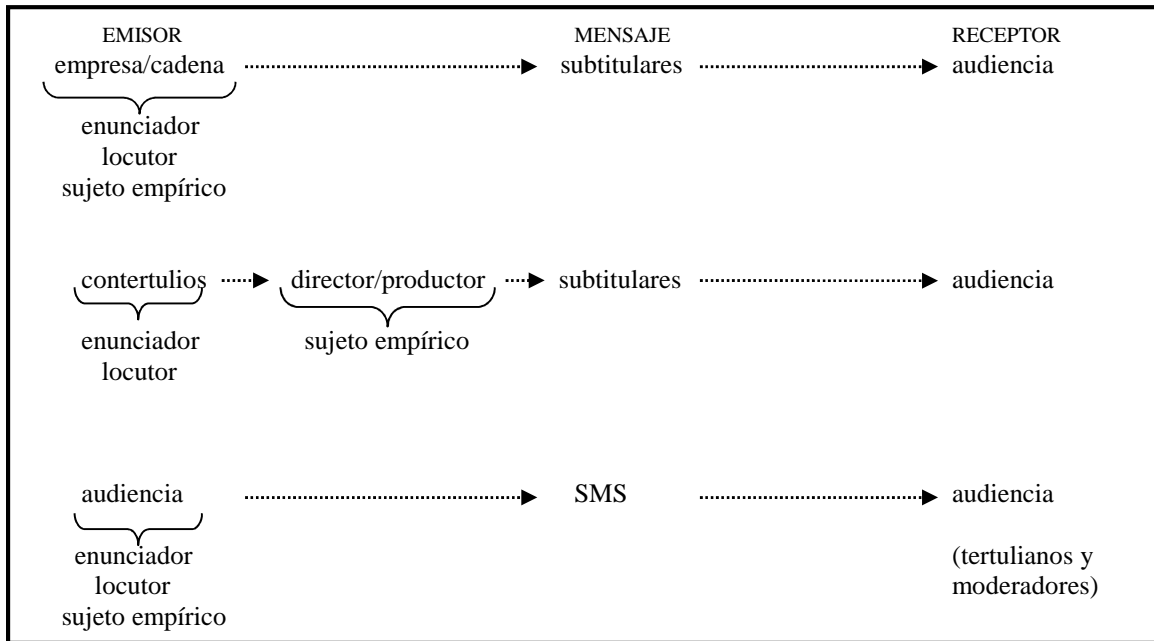 EMISOR MENSAJE RECEPTOR
empresa/cadena subtitulares audiencia
enunciador
locutor
sujeto empírico
contertulios director/productor subtitulares audiencia
enunciador sujeto empírico
locutor
audiencia SMS audiencia
enunciador (tertulianos y
locutor moderadores)
sujeto empírico